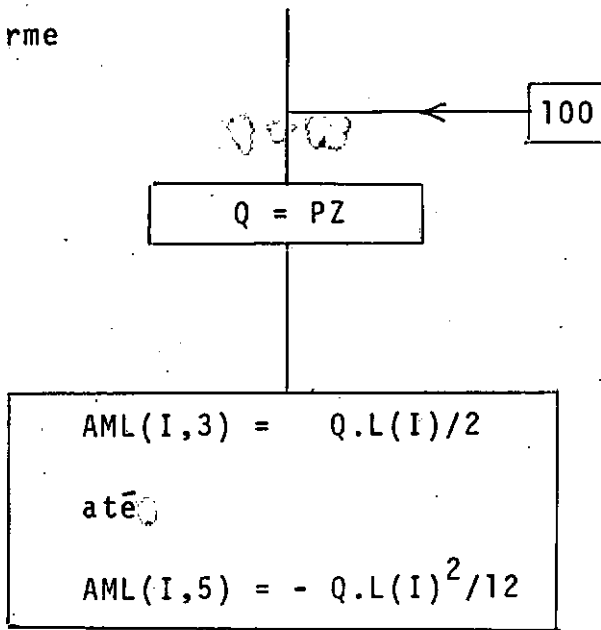 rme
100
Q = PZ
AML(I,3) = Q.L(I)/2
até
AML(I,5) = - Q.L(I)²/12